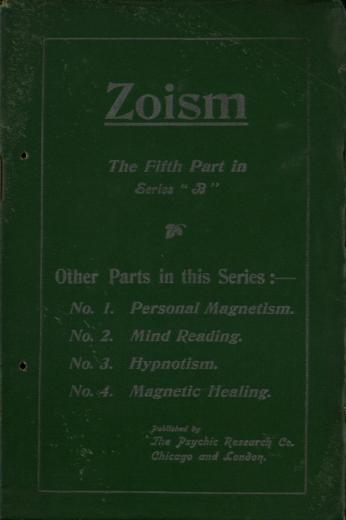 Zoism
The Fifth Part in
Series "B"
Other Parts in this Series:—
No. 1. Personal Magnetism.
No. 2. Mind Reading.
No. 3. Hypnotism.
No. 4. Magnetic Healing.
Published by
The Psychic Research Co.
Chicago and London.